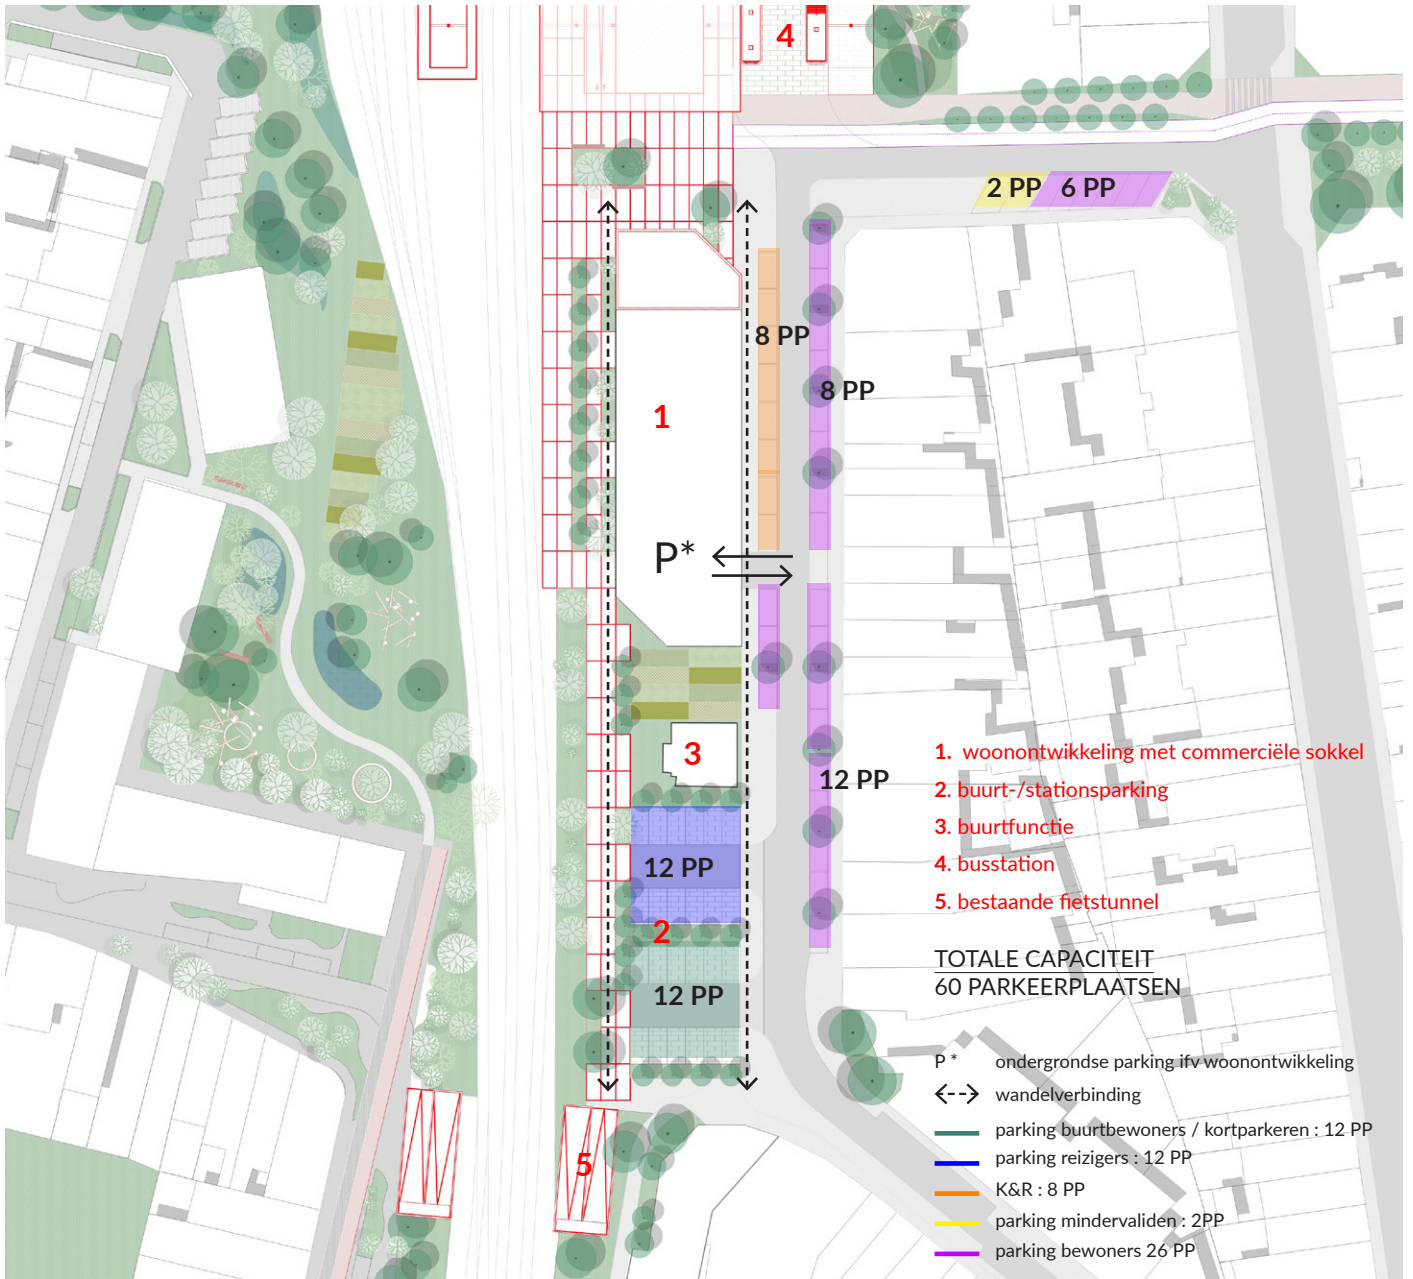 4
2 PP
6 PP
8 PP
8 PP
1
P*
3
12 PP
12 PP
2
12 PP
5
1. woonontwikkeling met commerciële sokkel
2. buurt-/stationsparking
3. buurtfunctie
4. busstation
5. bestaande fietstunnel
TOTALE CAPACITEIT
60 PARKEERPLAATSEN
P * ondergrondse parking ifv woonontwikkeling
wandelverbinding
parking buurtbewoners / kortparkeren : 12 PP
parking reizigers : 12 PP
K&R : 8 PP
parking mindervaliden : 2PP
parking bewoners 26 PP